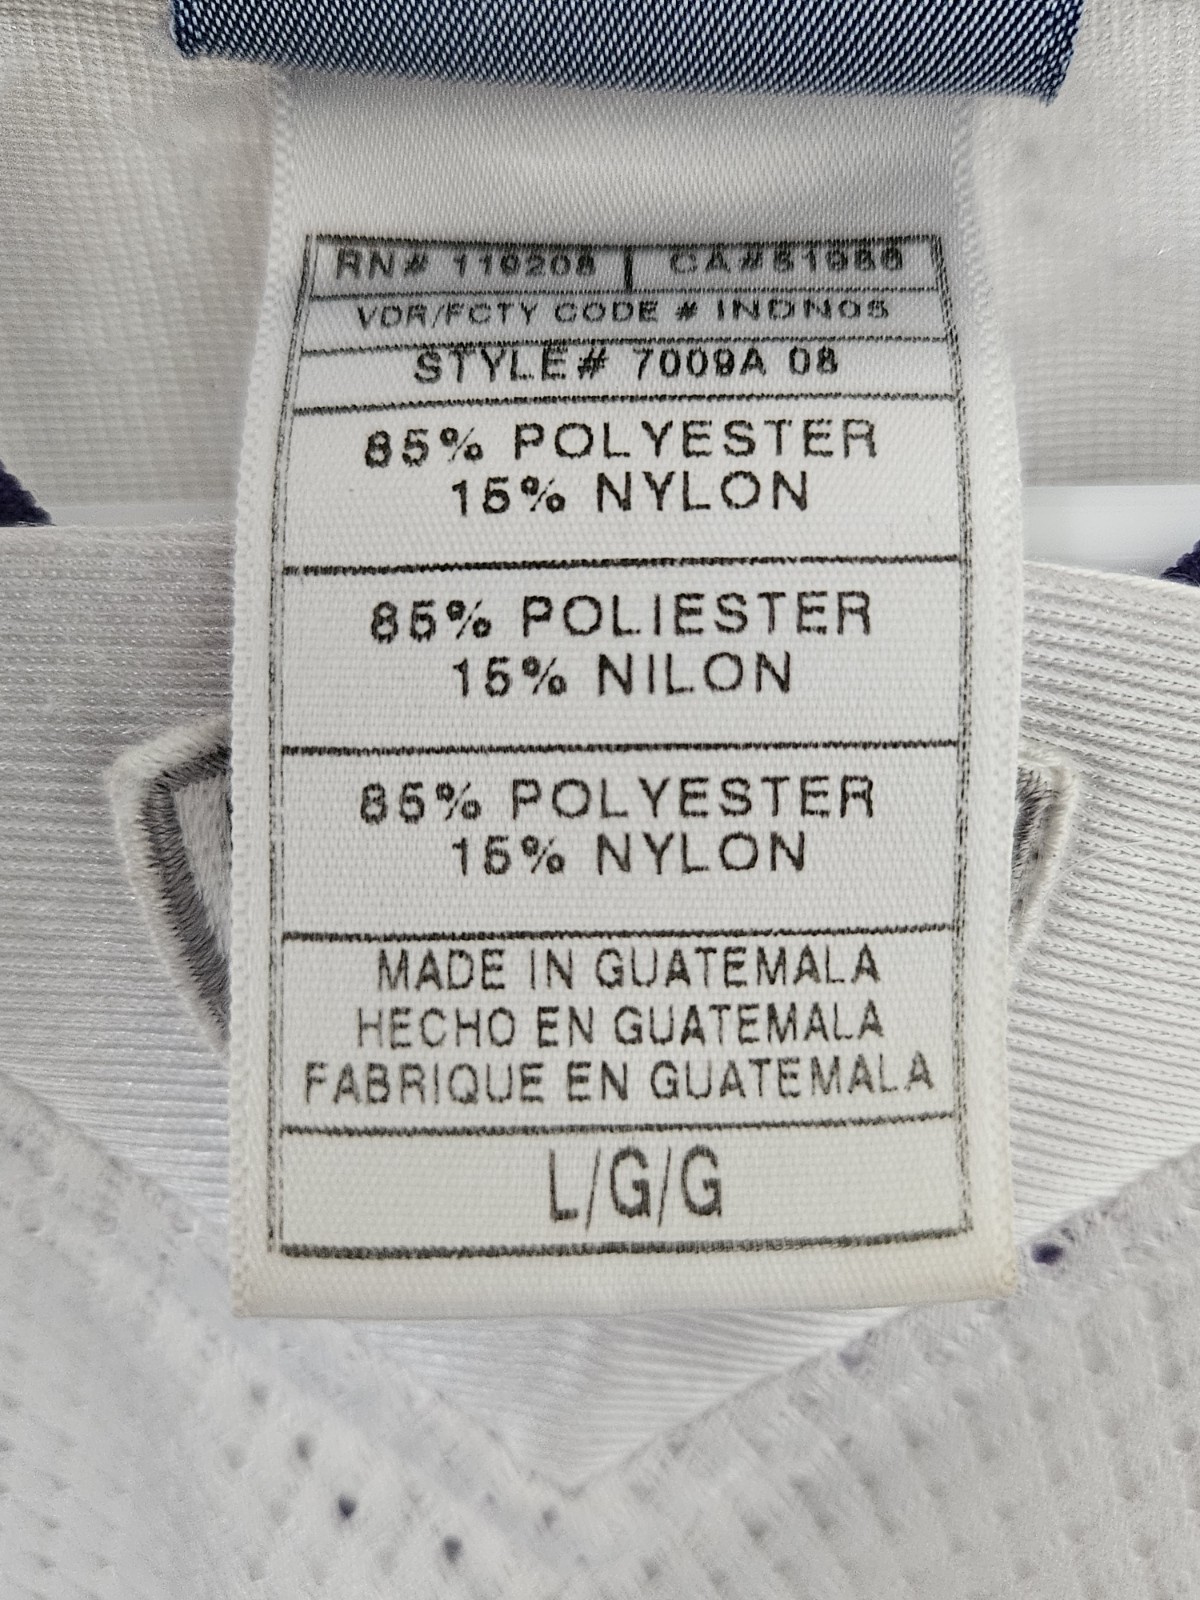 RN# 119208 | CA#51986
VDR/FCTY CODE # INDN05
STYLE# 7009A 08
85% POLYESTER
15% NYLON
85% POLIESTER
15% NILON
85% POLYESTER
15% NYLON
MADE IN GUATEMALA
HECHO EN GUATEMALA
FABRIQUE EN GUATEMALA
L/G/G